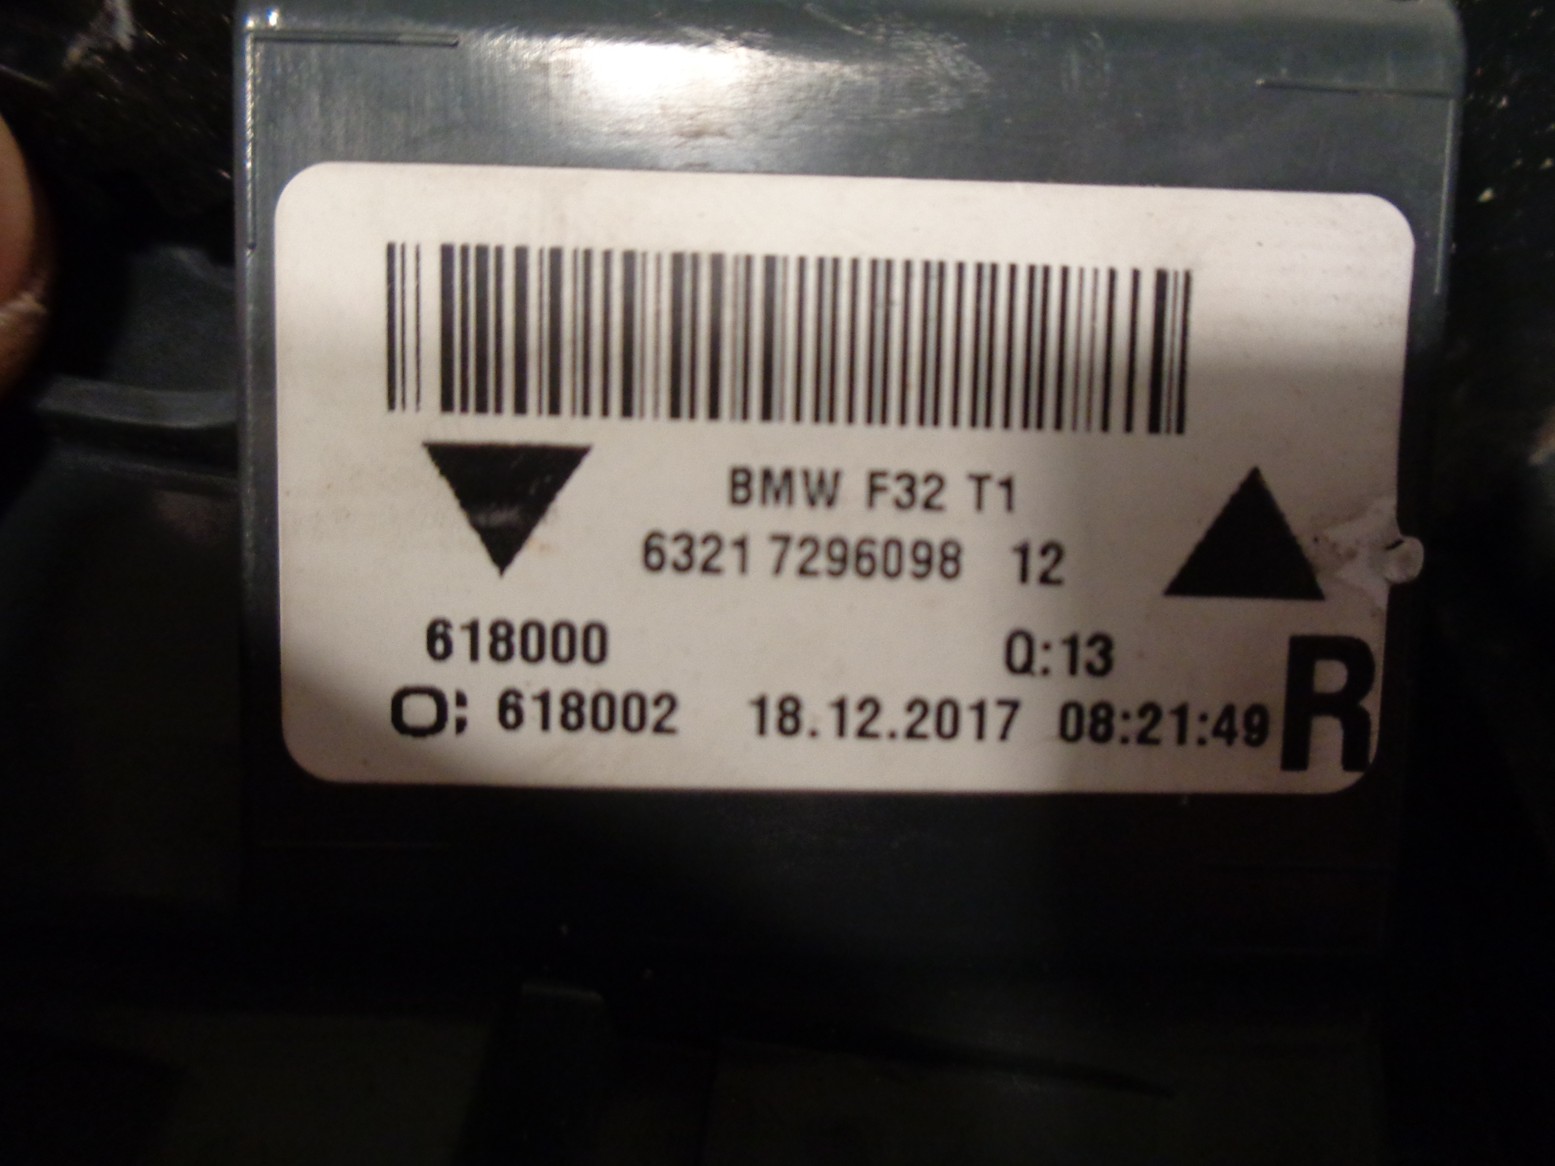 BMW F32 T1
6321 7296098 12
618000 Q:13
O; 618002 18.12.2017 08:21:49 R